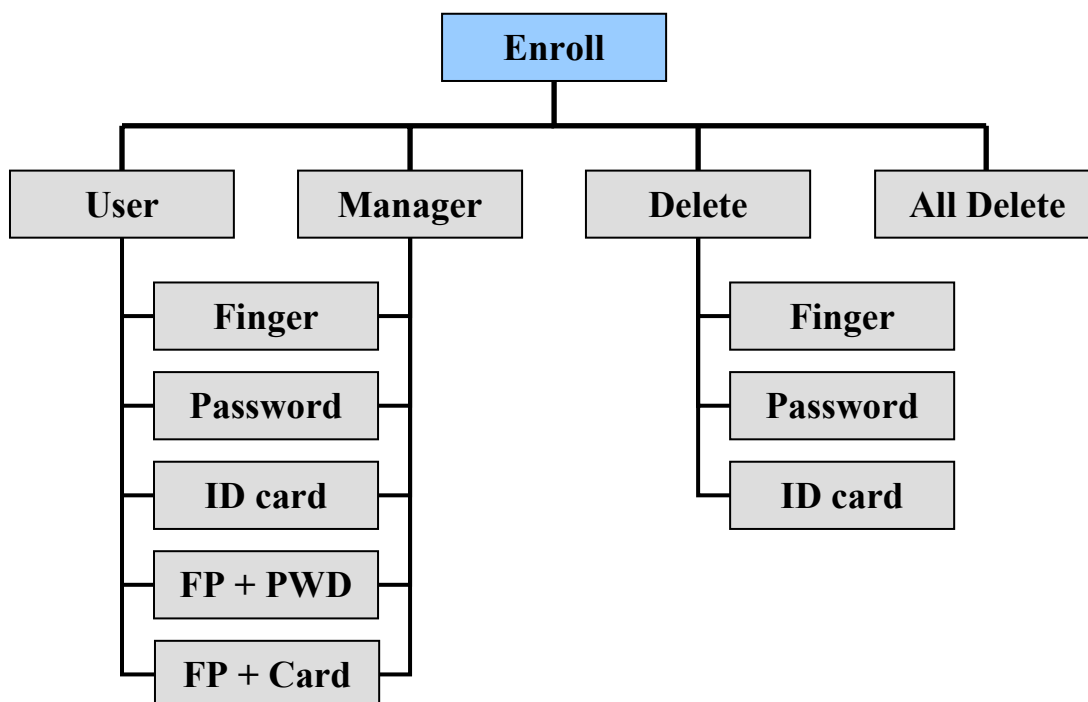 Enroll
User
Manager
Delete
All Delete
Finger
Finger
Password
Password
ID card
ID card
FP + PWD
FP + Card